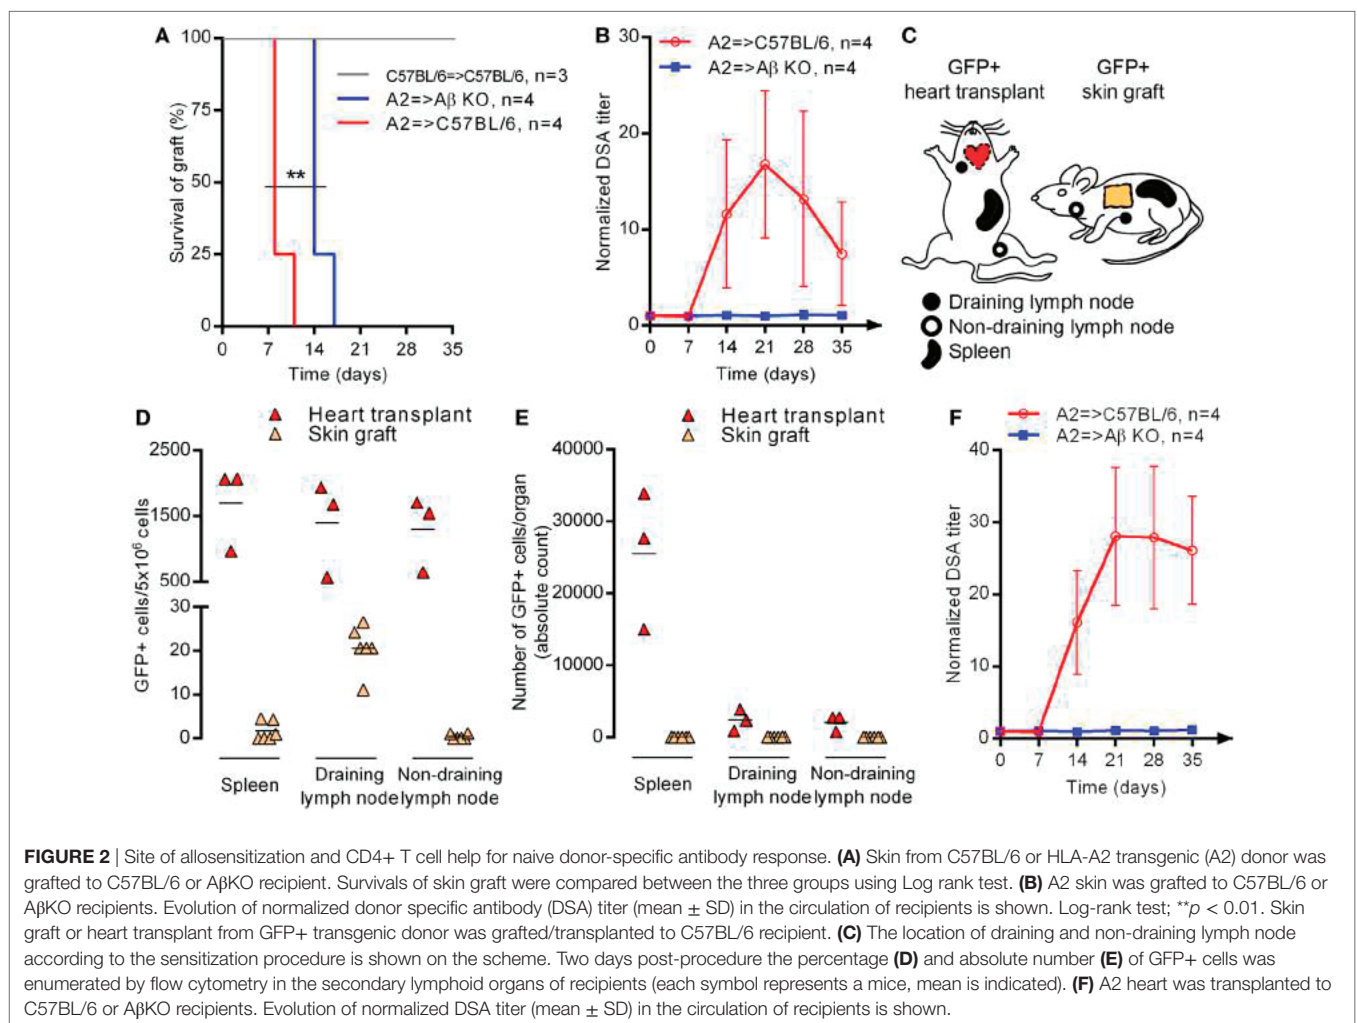 A
100
75
50
25
0
Survival of graft (%)
**
C57BL/6=>C57BL/6, n=3
A2=>Aβ KO, n=4
A2=>C57BL/6, n=4
0 7 14 21 28 35
Time (days)
B
A2=>C57BL/6, n=4
A2=>Aβ KO, n=4
30
20
10
0
Normalized DSA titer
0 7 14 21 28 35
Time (days)
C
GFP+ heart transplant
GFP+ skin graft
Draining lymph node
Non-draining lymph node
Spleen
D
Heart transplant
Skin graft
2500
1500
500
30
20
10
0
GFP+ cells/5x10⁶ cells
Spleen
Draining
lymph node
Non-draining
lymph node
E
Heart transplant
Skin graft
40000
30000
20000
10000
0
Number of GFP+ cells/organ
(absolute count)
Spleen
Draining
lymph node
Non-draining
lymph node
F
A2=>C57BL/6, n=4
A2=>Aβ KO, n=4
40
30
20
10
0
Normalized DSA titer
0 7 14 21 28 35
Time (days)
FIGURE 2 | Site of allosensitization and CD4+ T cell help for naive donor-specific antibody response. (A) Skin from C57BL/6 or HLA-A2 transgenic (A2) donor was
grafted to C57BL/6 or AβKO recipient. Survivals of skin graft were compared between the three groups using Log rank test. (B) A2 skin was grafted to C57BL/6 or
AβKO recipients. Evolution of normalized donor specific antibody (DSA) titer (mean ± SD) in the circulation of recipients is shown. Log-rank test; **p < 0.01. Skin
graft or heart transplant from GFP+ transgenic donor was grafted/transplanted to C57BL/6 recipient. (C) The location of draining and non-draining lymph node
according to the sensitization procedure is shown on the scheme. Two days post-procedure the percentage (D) and absolute number (E) of GFP+ cells was
enumerated by flow cytometry in the secondary lymphoid organs of recipients (each symbol represents a mice, mean is indicated). (F) A2 heart was transplanted to
C57BL/6 or AβKO recipients. Evolution of normalized DSA titer (mean ± SD) in the circulation of recipients is shown.